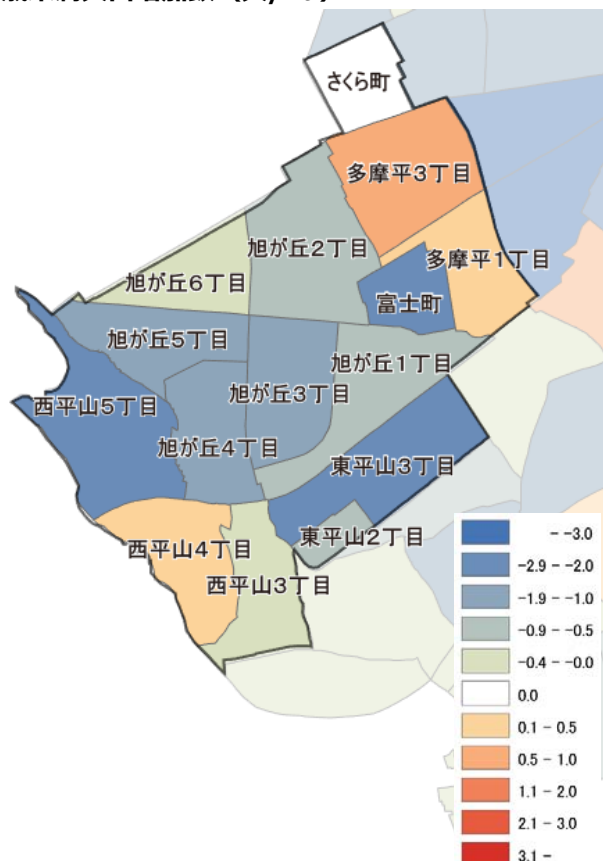 さくら町
多摩平3丁目
旭が丘2丁目
多摩平1丁目
旭が丘6丁目
富士町
旭が丘5丁目
旭が丘1丁目
旭が丘3丁目
西平山5丁目
旭が丘4丁目
東平山3丁目
東平山2丁目
西平山4丁目
西平山3丁目
- -3.0
-2.9 - -2.0
-1.9 - -1.0
-0.9 - -0.5
-0.4 - -0.0
0.0
0.1 - 0.5
0.5 - 1.0
1.1 - 2.0
2.1 - 3.0
3.1 -